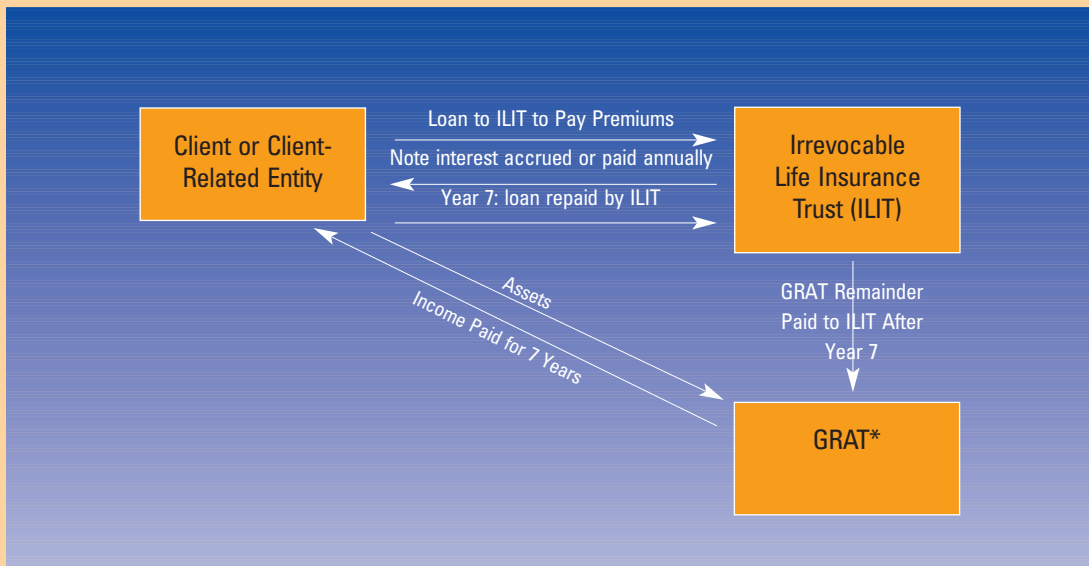 Client or Client-
Related Entity
Loan to ILIT to Pay Premiums
Note interest accrued or paid annually
Year 7: loan repaid by ILIT
Irrevocable
Life Insurance
Trust (ILIT)
Assets
Income Paid for 7 Years
GRAT Remainder
Paid to ILIT After
Year 7
GRAT*